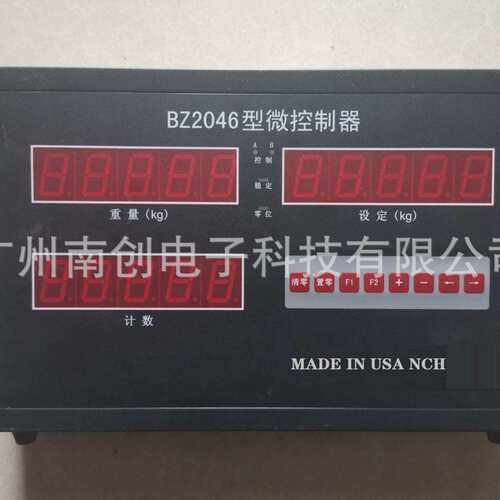 BZ2046型微控制器
A B
控制
稳定
零位
重量(kg)
设定(kg)
广州南创电子科技有限公司
计数
清零 置零 F1 F2 + - ← →
MADE IN USA NCH